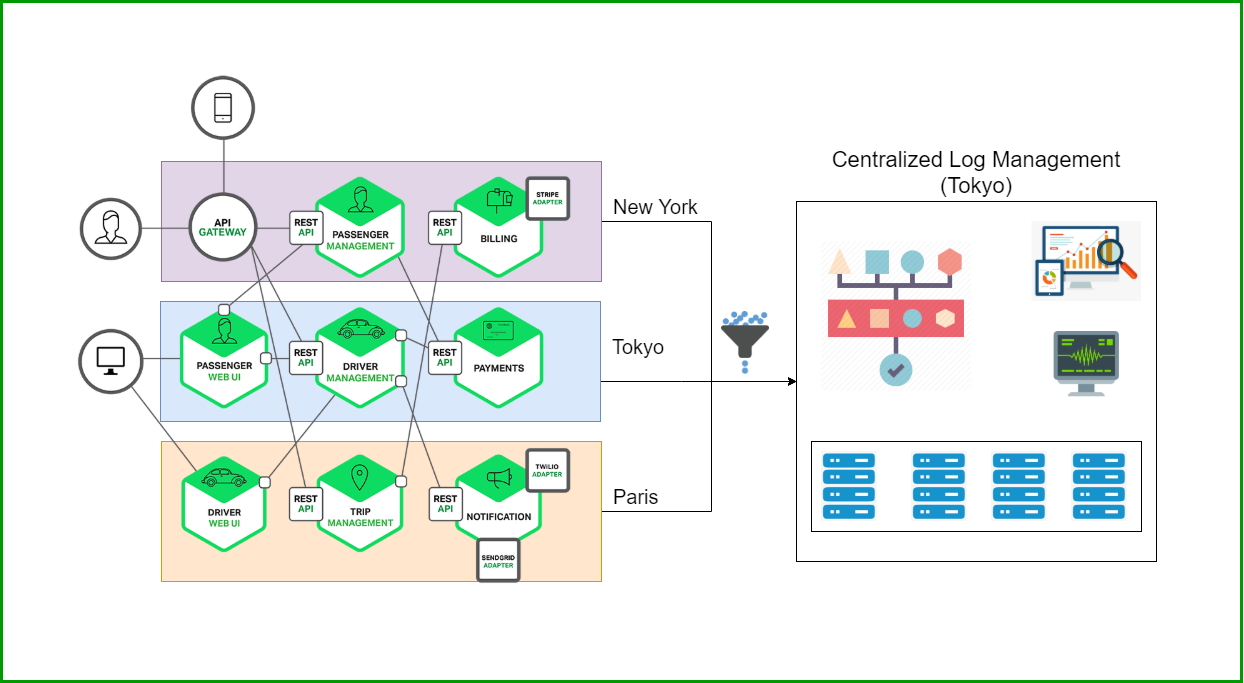 Centralized Log Management
(Tokyo)
API
GATEWAY
REST
API
PASSENGER
MANAGEMENT
REST
API
BILLING
STRIPE
ADAPTER
New York
PASSENGER
WEB UI
REST
API
DRIVER
MANAGEMENT
REST
API
PAYMENTS
Tokyo
DRIVER
WEB UI
REST
API
TRIP
MANAGEMENT
REST
API
NOTIFICATION
TWILIO
ADAPTER
SENDGRID
ADAPTER
Paris